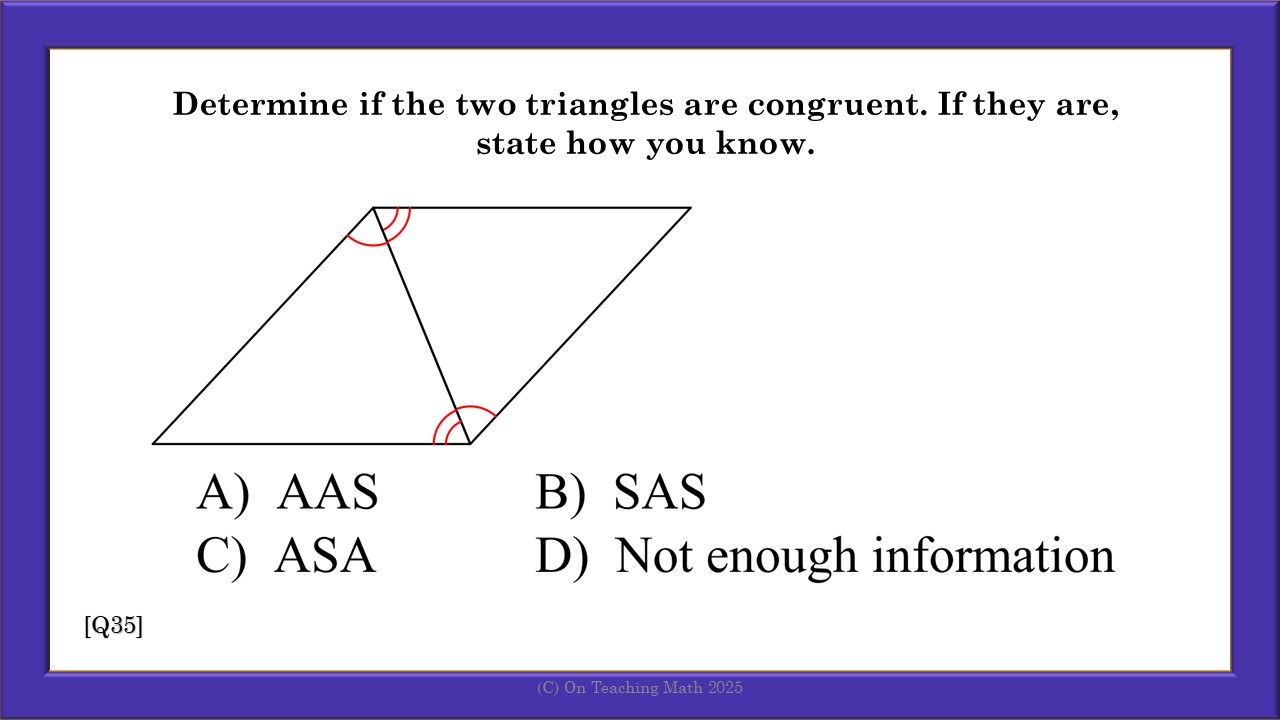 Determine if the two triangles are congruent. If they are,
state how you know.
A) AAS B) SAS
C) ASA D) Not enough information
[Q35]
(C) On Teaching Math 2025